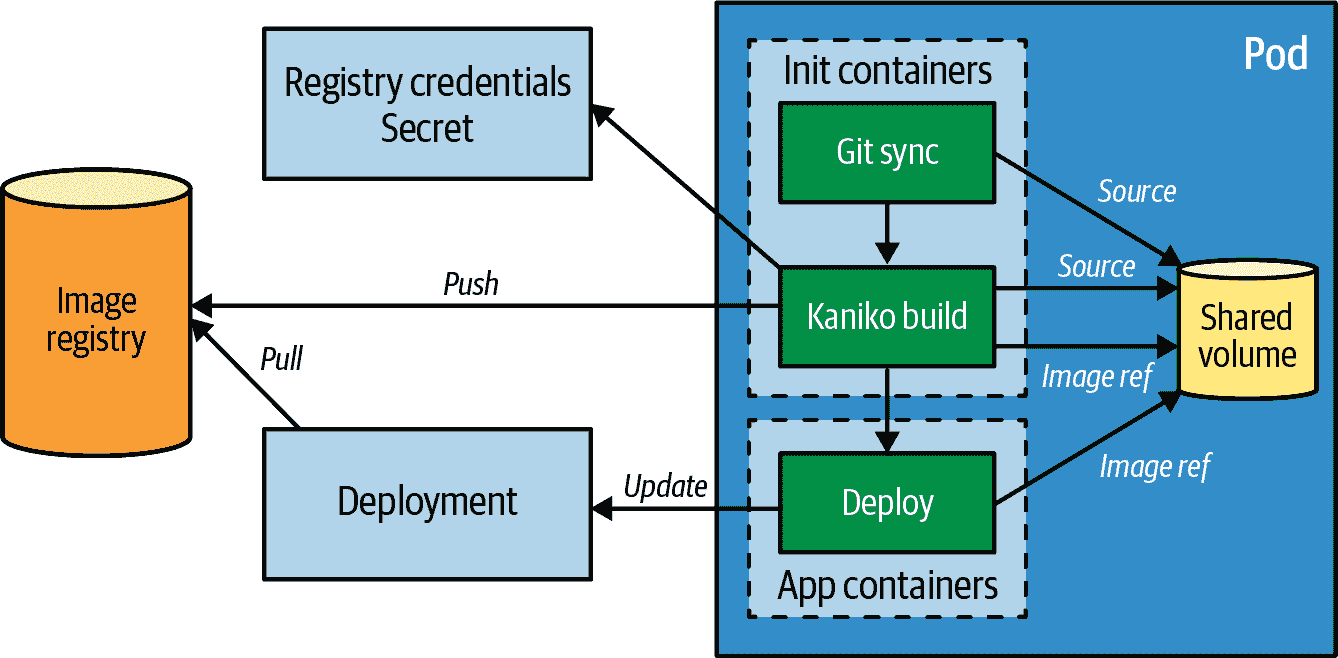 Pod
Registry credentials
Secret
Init containers
Git sync
Source
Image
registry
Push
Kaniko build
Source
Shared
volume
Pull
Image ref
Deployment
Update
Deploy
Image ref
App containers